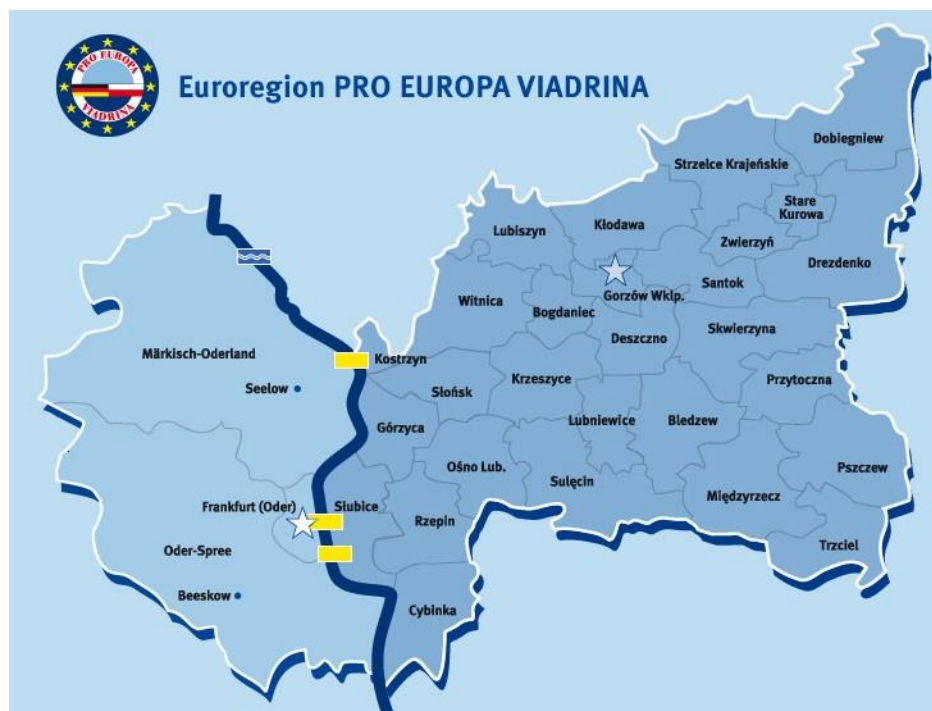 PRO EUROPA
VIADRINA
Euroregion PRO EUROPA VIADRINA
Dobiegniew
Strzelce Krajeńskie
Stare
Kurowa
Lubiszyn
Kłodawa
Zwierzyń
Drezdenko
Santok
Witnica
Gorzów Wklp.
Bogdaniec
Skwierzyna
Deszczno
Märkisch-Oderland
Kostrzyn
Seelow
Słońsk
Krzeszyce
Przytoczna
Górzyca
Lubniewice
Bledzew
Ośno Lub.
Sulęcin
Pszczew
Międzyrzecz
Frankfurt (Oder)
Słubice
Rzepin
Trzciel
Oder-Spree
Beeskow
Cybinka